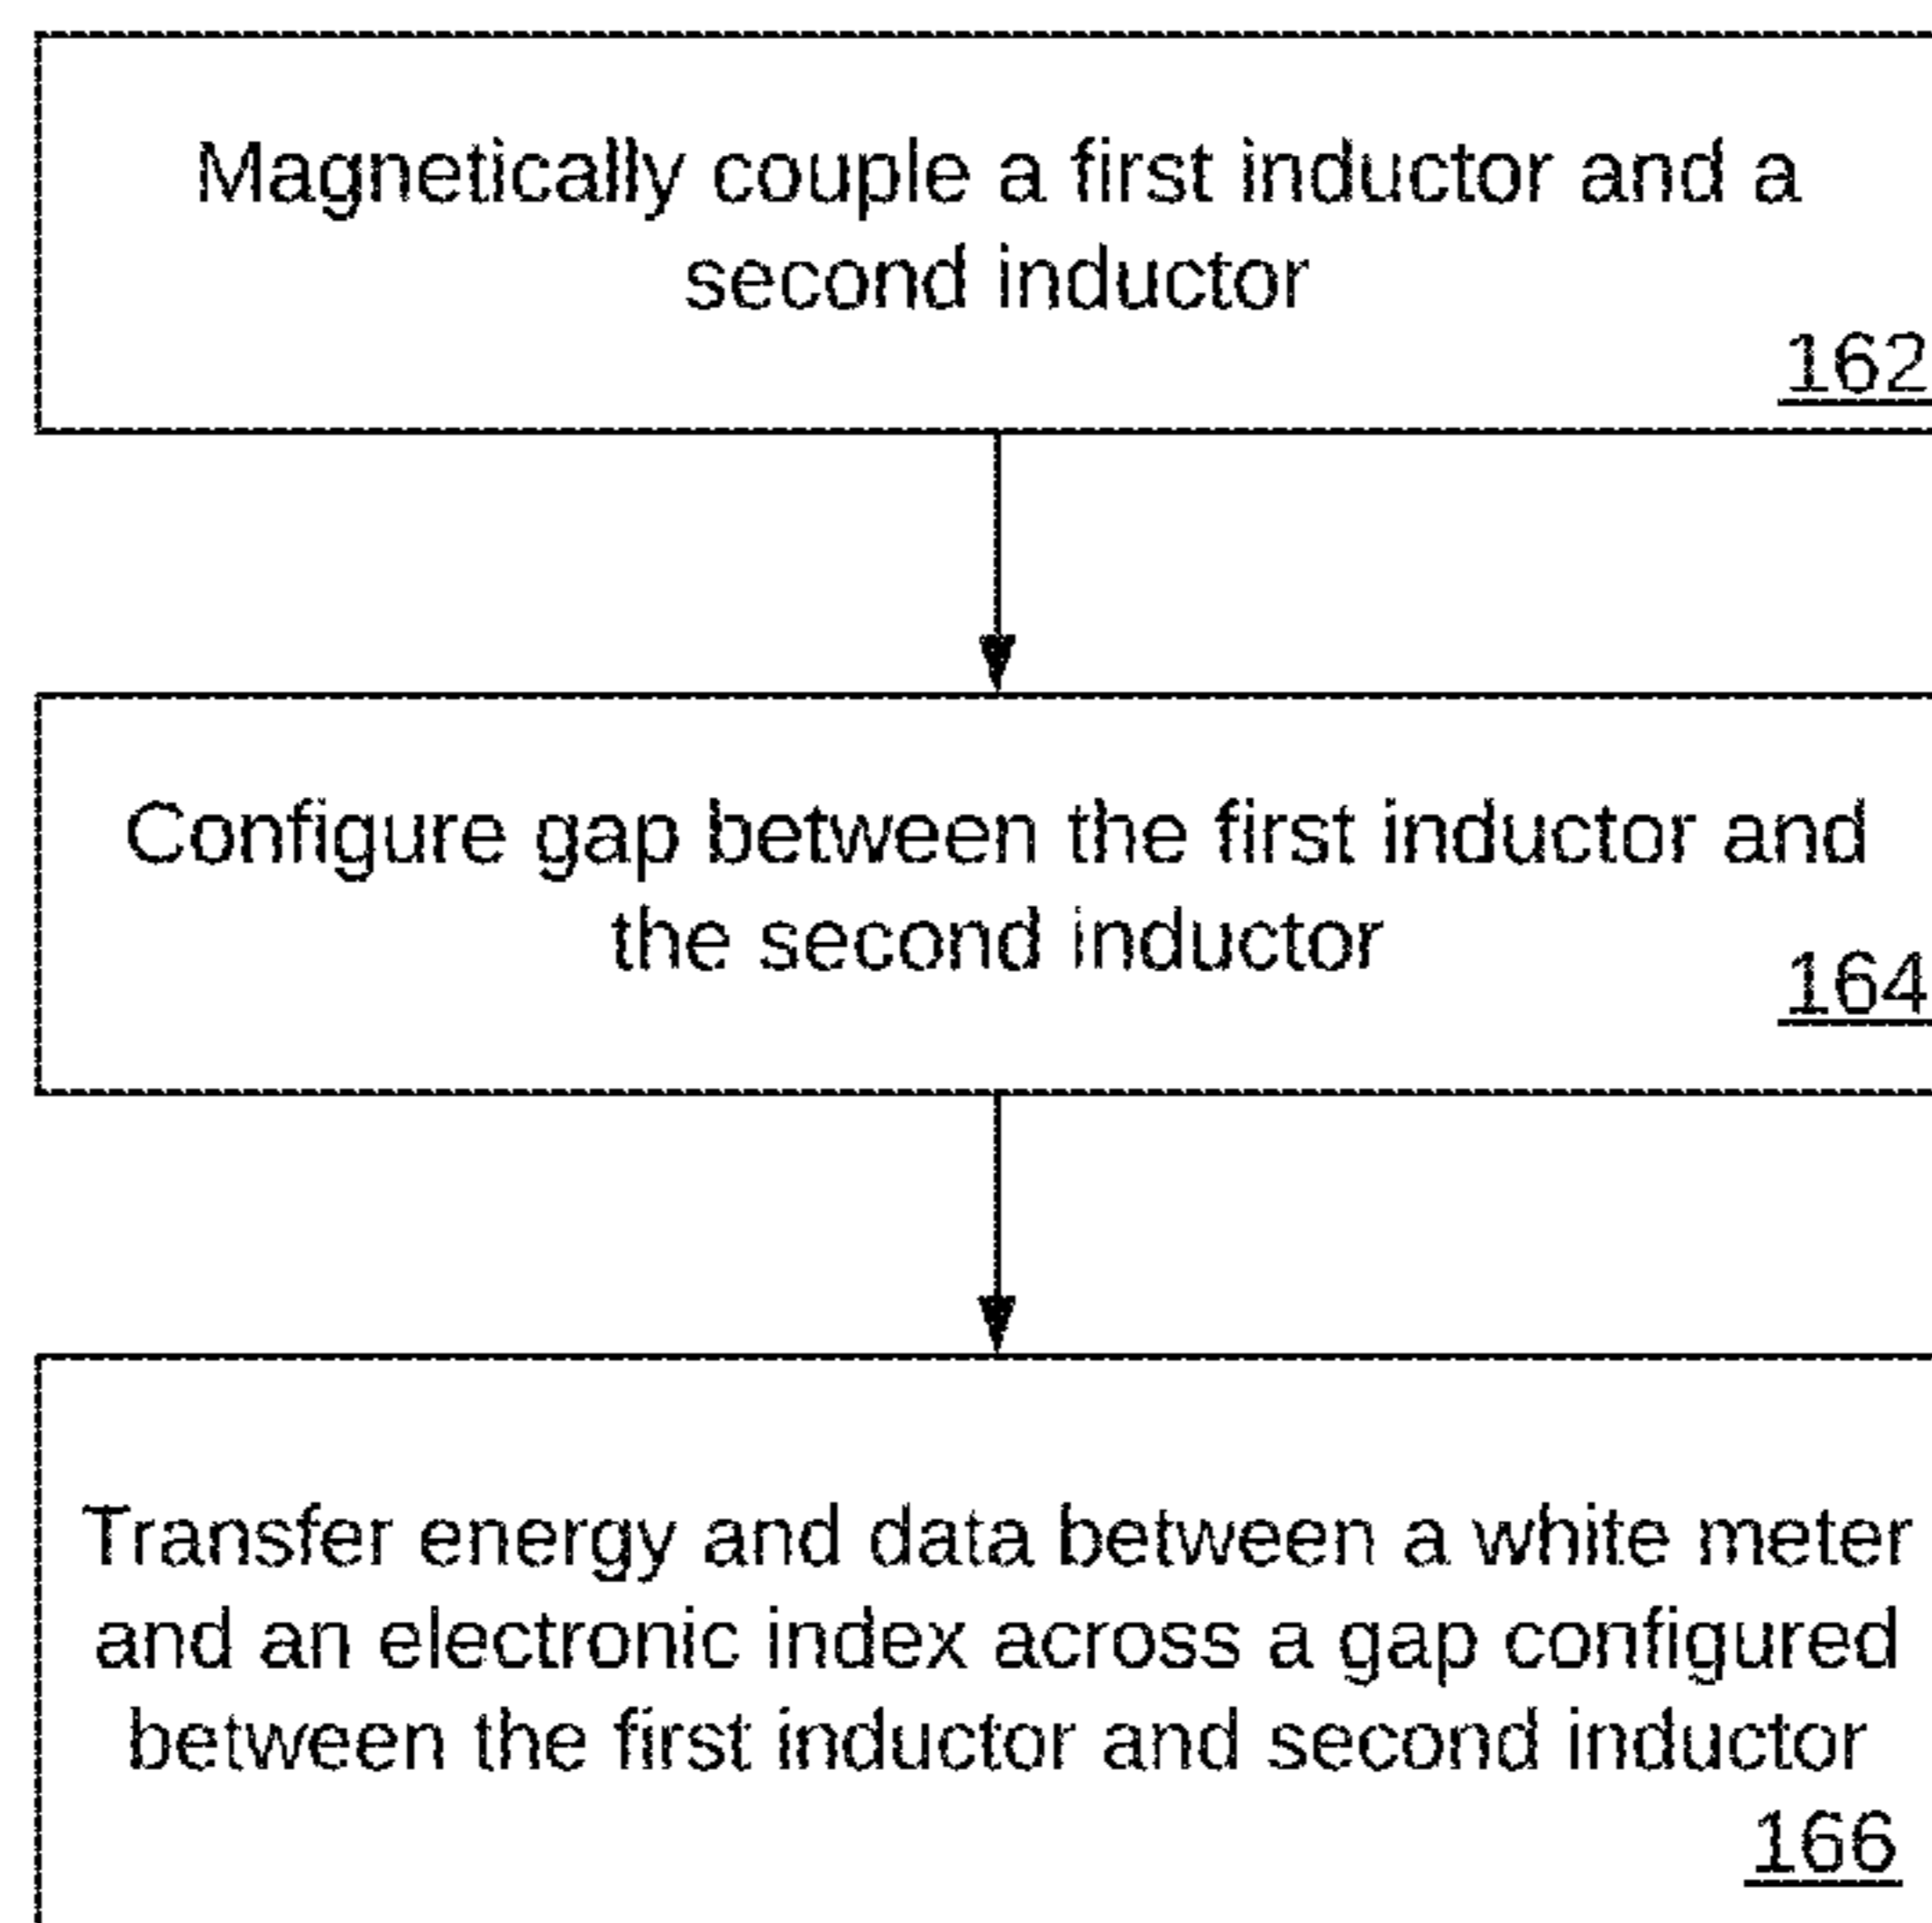 Magnetically couple a first inductor and a
second inductor
162
Configure gap between the first inductor and
the second inductor
164
Transfer energy and data between a white meter
and an electronic index across a gap configured
between the first inductor and second inductor
166